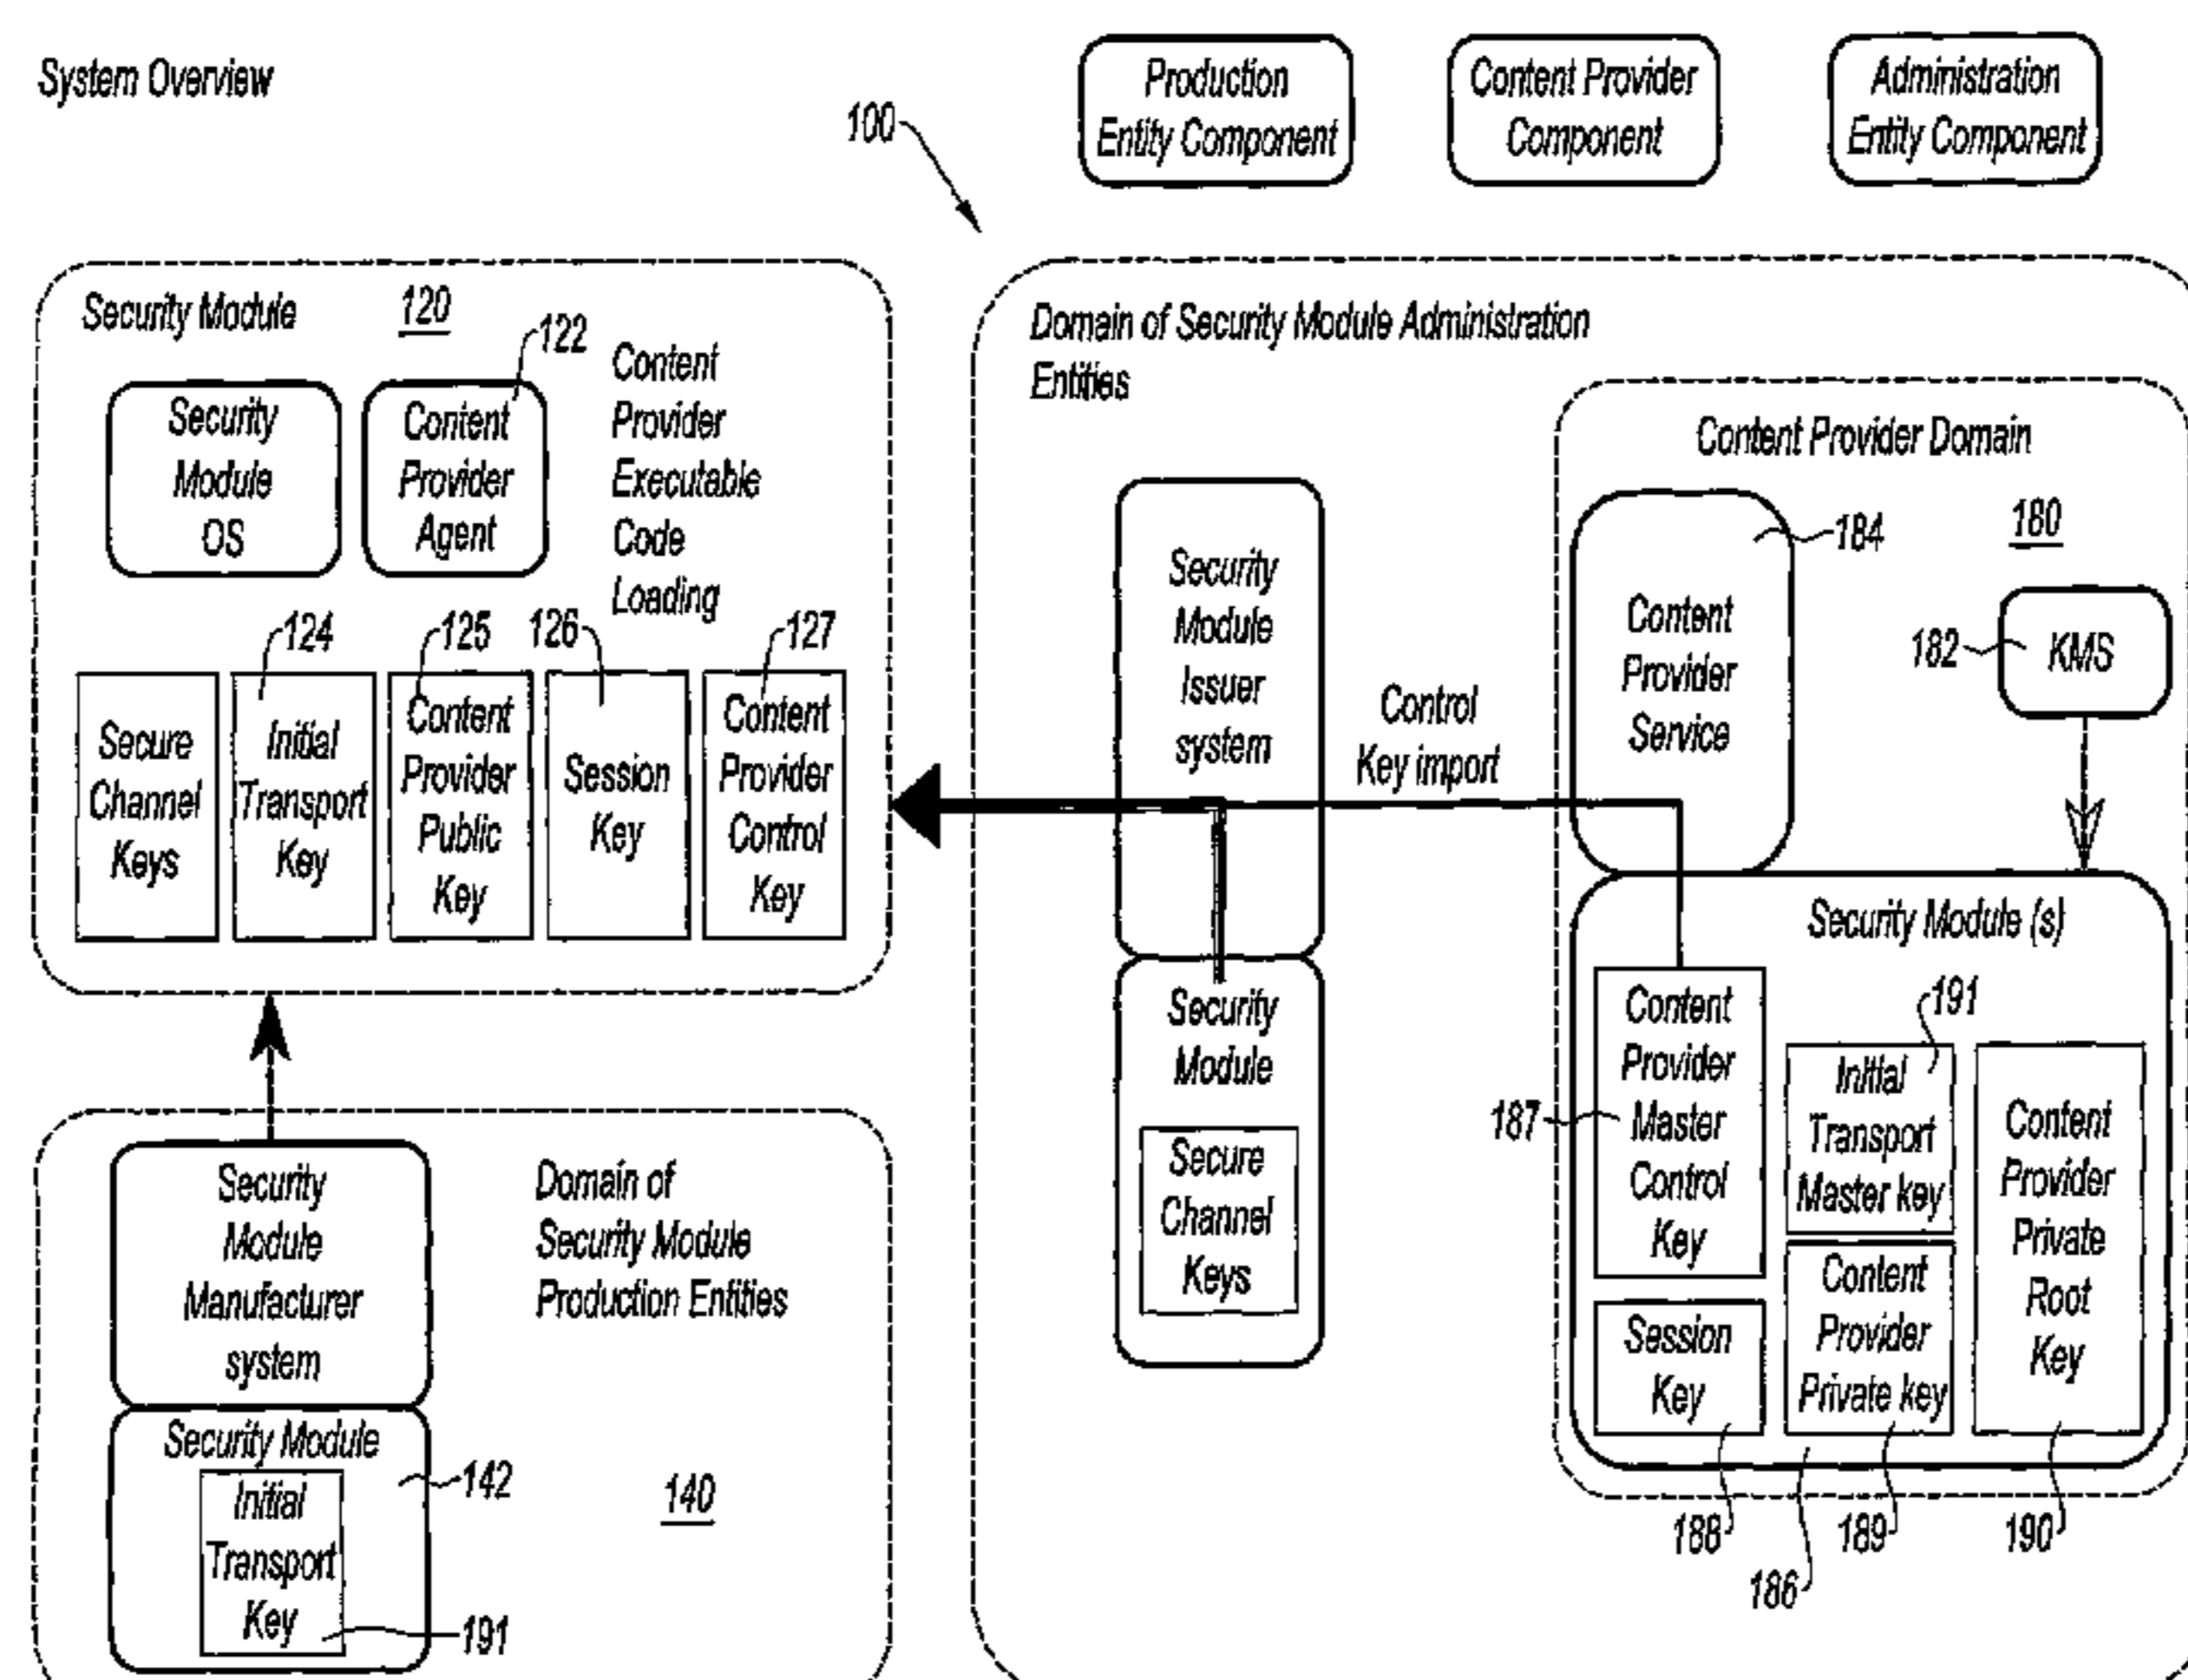 System Overview
100
Production
Entity Component
Content Provider
Component
Administration
Entity Component
Security Module
120
122
Security
Module
OS
Content
Provider
Agent
Content
Provider
Executable
Code
Loading
124
125
126
127
Secure
Channel
Keys
Initial
Transport
Key
Content
Provider
Public
Key
Session
Key
Content
Provider
Control
Key
Security
Module
Manufacturer
system
Domain of
Security Module
Production Entities
Security Module
142
Initial
Transport
Key
191
140
Domain of Security Module Administration
Entities
Security
Module
Issuer
system
Security
Module
Secure
Channel
Keys
Control
Key import
Content Provider Domain
180
184
Content
Provider
Service
182
KMS
Security Module (s)
187
Content
Provider
Master
Control
Key
191
Initial
Transport
Master key
Content
Provider
Private
Root
Key
Session
Key
Content
Provider
Private key
188
186
189
190